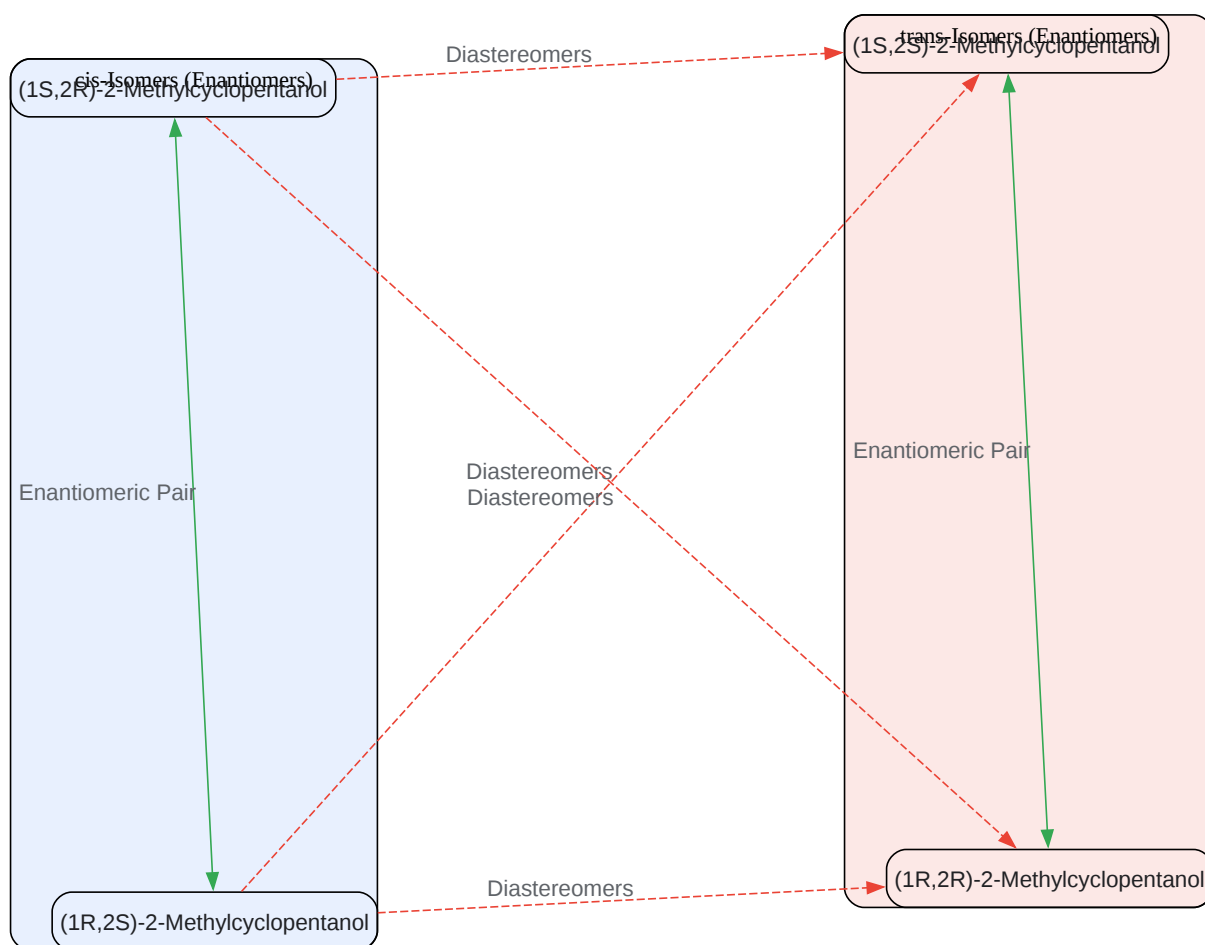 trans-Isomers (Enantiomers)
(1S,2S)-2-Methylcyclopentanol
Diastereomers
cis-Isomers (Enantiomers)
(1S,2R)-2-Methylcyclopentanol
Enantiomeric Pair
Diastereomers
Diastereomers
Enantiomeric Pair
(1R,2R)-2-Methylcyclopentanol
Diastereomers
(1R,2S)-2-Methylcyclopentanol